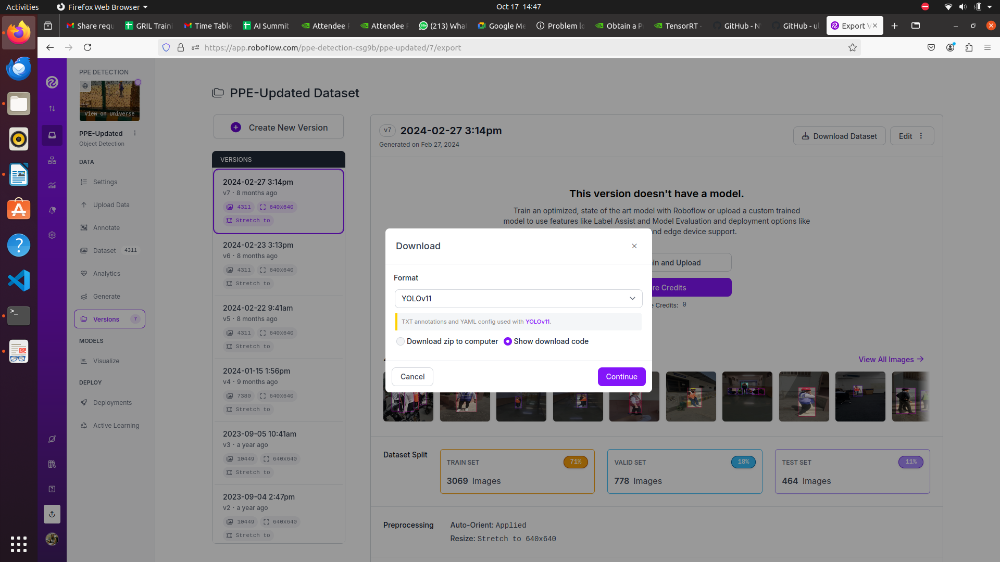 Activities
Firefox Web Browser
Oct 17 14:47
Share requ
GRIL Traini
Time Table
AI Summit
Attendee
Attendee
(213) Wha
Google Me
Problem lo
Obtain a P
TensorRT -
GitHub - N
GitHub - ul
Export V
https://app.roboflow.com/ppe-detection-csg9b/ppe-updated/7/export
PPE DETECTION
View on Universe
PPE-Updated
Object Detection
DATA
Settings
Upload Data
Annotate
Dataset 4311
Analytics
Generate
Versions 7
MODELS
Visualize
DEPLOY
Deployments
Active Learning
PPE-Updated Dataset
Create New Version
VERSIONS
2024-02-27 3:14pm
v7 · 8 months ago
4311 640x640
Stretch to
2024-02-23 3:13pm
v6 · 8 months ago
4311 640x640
Stretch to
2024-02-22 9:41am
v5 · 8 months ago
4311 640x640
Stretch to
2024-01-15 1:56pm
v4 · 9 months ago
7380 640x640
Stretch to
2023-09-05 10:41am
v3 · a year ago
10449 640x640
Stretch to
2023-09-04 2:47pm
v2 · a year ago
10449 640x640
Stretch to
v7 2024-02-27 3:14pm
Generated on Feb 27, 2024
Download Dataset
Edit
This version doesn't have a model.
Train an optimized, state of the art model with Roboflow or upload a custom trained
model to use features like Label Assist and Model Evaluation and deployment options like
nd edge device support.
in and Upload
re Credits
e Credits: 0
Download
Format
YOLOv11
TXT annotations and YAML config used with YOLOv11.
Download zip to computer
Show download code
Cancel
Continue
View All Images
Dataset Split
TRAIN SET 71%
3069 Images
VALID SET 18%
778 Images
TEST SET 11%
464 Images
Preprocessing
Auto-Orient: Applied
Resize: Stretch to 640x640